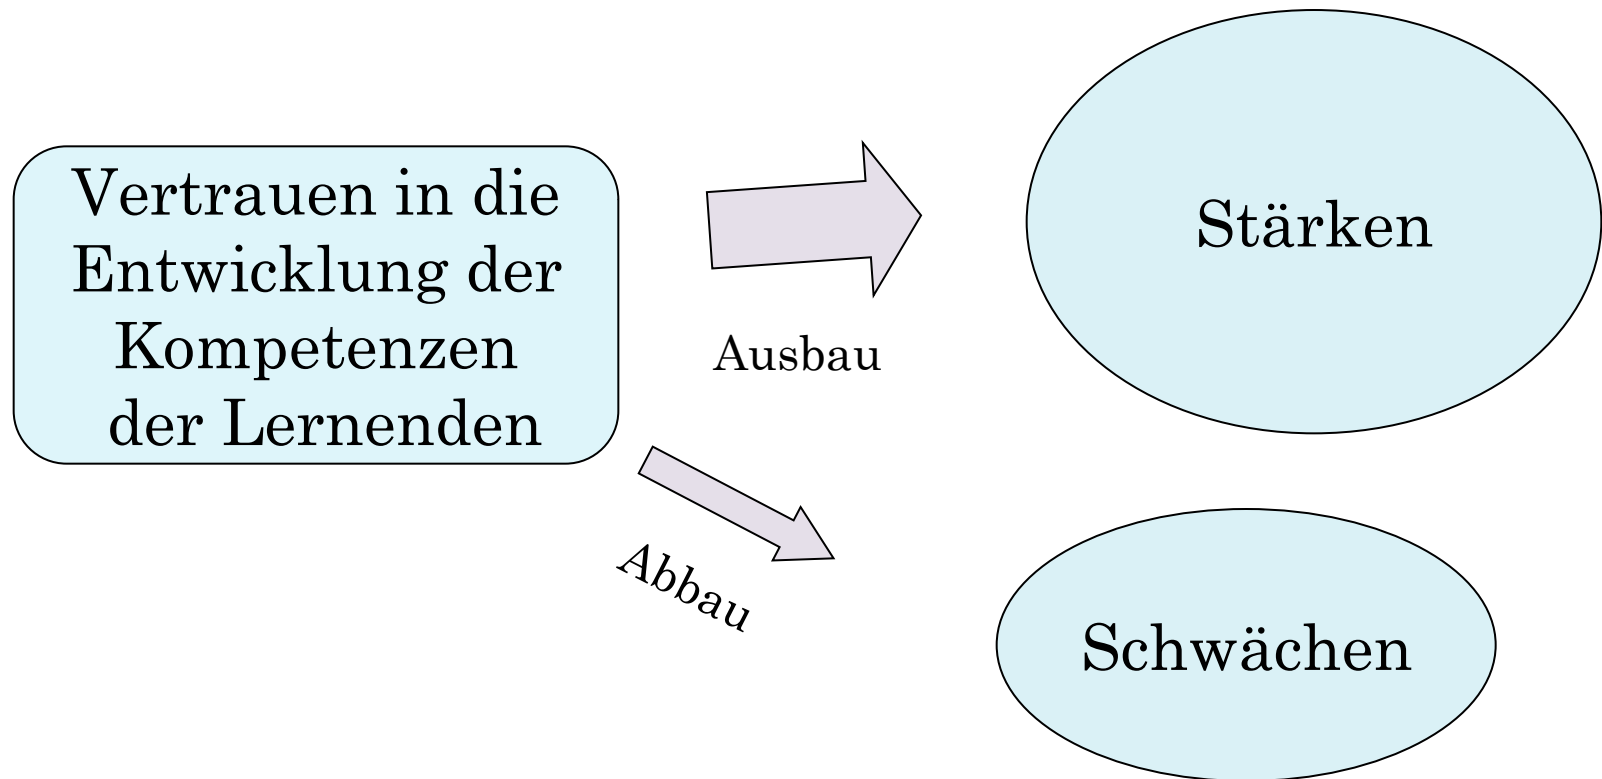 Vertrauen in die
Entwicklung der
Kompetenzen
der Lernenden
Ausbau
Stärken
Abbau
Schwächen